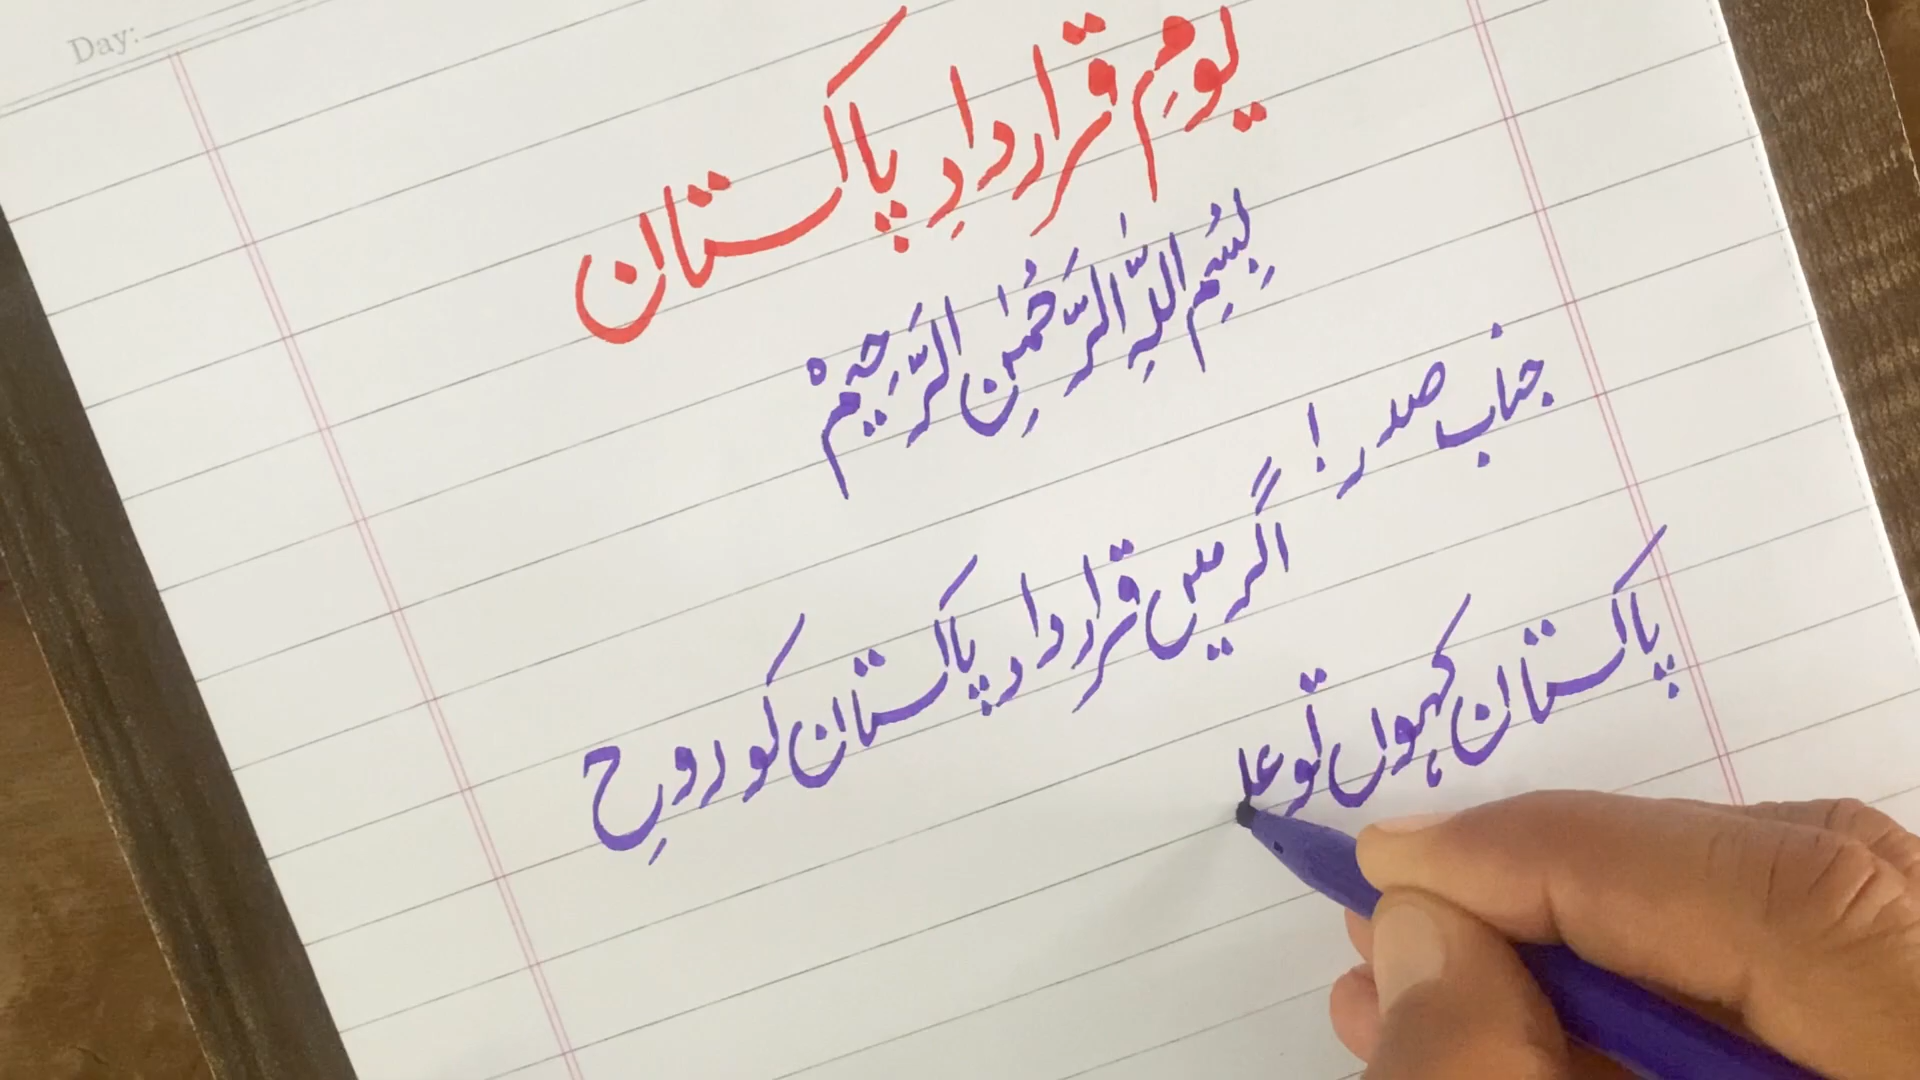 Day:
یومِ قراردادِ پاکستان
بِسْمِ اللّٰهِ الرَّحْمٰنِ الرَّحِيْمِ
جناب صدر!
اگر میں قرارداد پاکستان کو روحِ
پاکستان کہوں تو